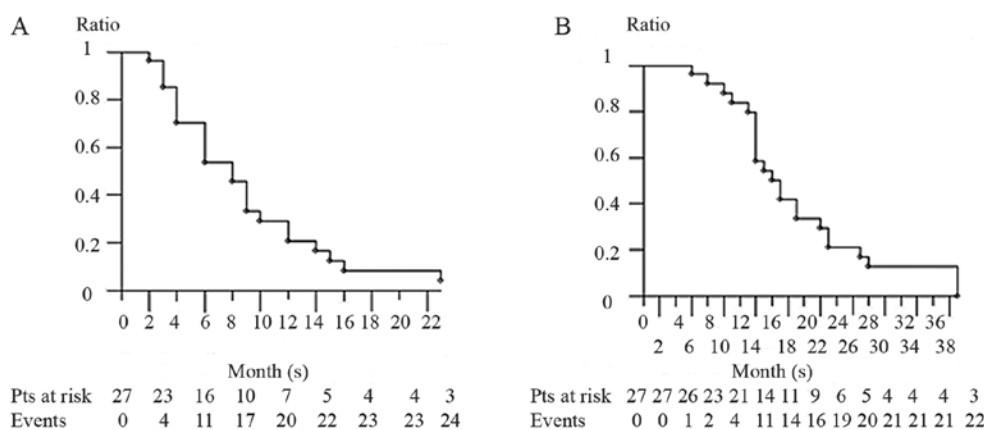 A Ratio
1
0.8
0.6
0.4
0.2
0
0 2 4 6 8 10 12 14 16 18 20 22
Month (s)
Pts at risk 27 23 16 10 7 5 4 4 3
Events 0 4 11 17 20 22 23 23 24
B Ratio
1
0.8
0.6
0.4
0.2
0
0 4 8 12 16 20 24 28 32 36
2 6 10 14 18 22 26 30 34 38
Month (s)
Pts at risk 27 27 26 23 21 14 11 9 6 5 4 4 4 3
Events 0 0 1 2 4 11 14 16 19 20 21 21 21 22